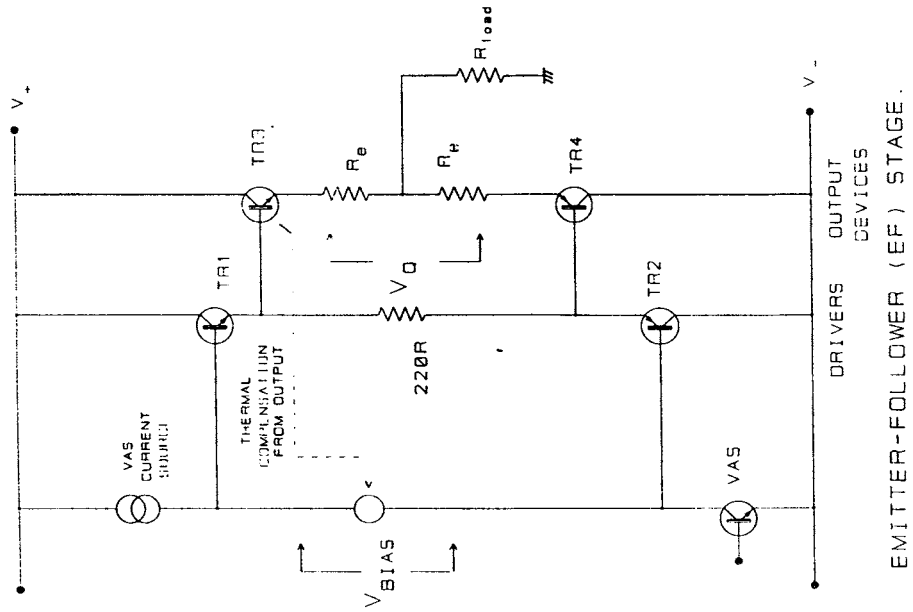 V+
VAS
CURRENT
SOURCE
TR1
TR3
THERMAL
COMPENSATION
FROM OUTPUT
Re
Rload
VBIAS
VQ
220R
Re
VAS
TR2
TR4
V-
DRIVERS
OUTPUT
DEVICES
EMITTER-FOLLOWER (EF) STAGE.